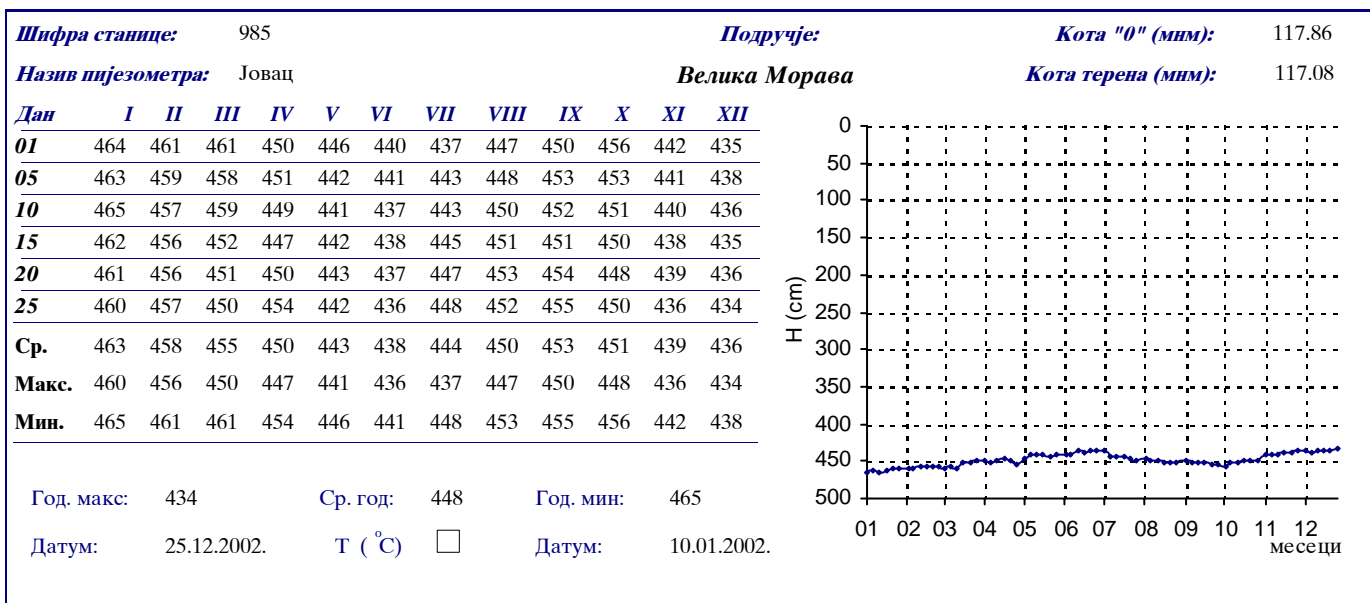 Шифра станице: 985 Подручје: Кота "0" (мнм): 117.86
Назив пијезометра: Јовац Велика Морава Кота терена (мнм): 117.08
Дан I II III IV V VI VII VIII IX X XI XII
01 464 461 461 450 446 440 437 447 450 456 442 435
05 463 459 458 451 442 441 443 448 453 453 441 438
10 465 457 459 449 441 437 443 450 452 451 440 436
15 462 456 452 447 442 438 445 451 451 450 438 435
20 461 456 451 450 443 437 447 453 454 448 439 436
25 460 457 450 454 442 436 448 452 455 450 436 434
Ср. 463 458 455 450 443 438 444 450 453 451 439 436
Макс. 460 456 450 447 441 436 437 447 450 448 436 434
Мин. 465 461 461 454 446 441 448 453 455 456 442 438
Год. макс: 434 Ср. год: 448 Год. мин: 465
Датум: 25.12.2002. Т ( °C) Датум: 10.01.2002.
0
50
100
150
200
250
300
350
400
450
500
H (cm)
01 02 03 04 05 06 07 08 09 10 11 12
месеци